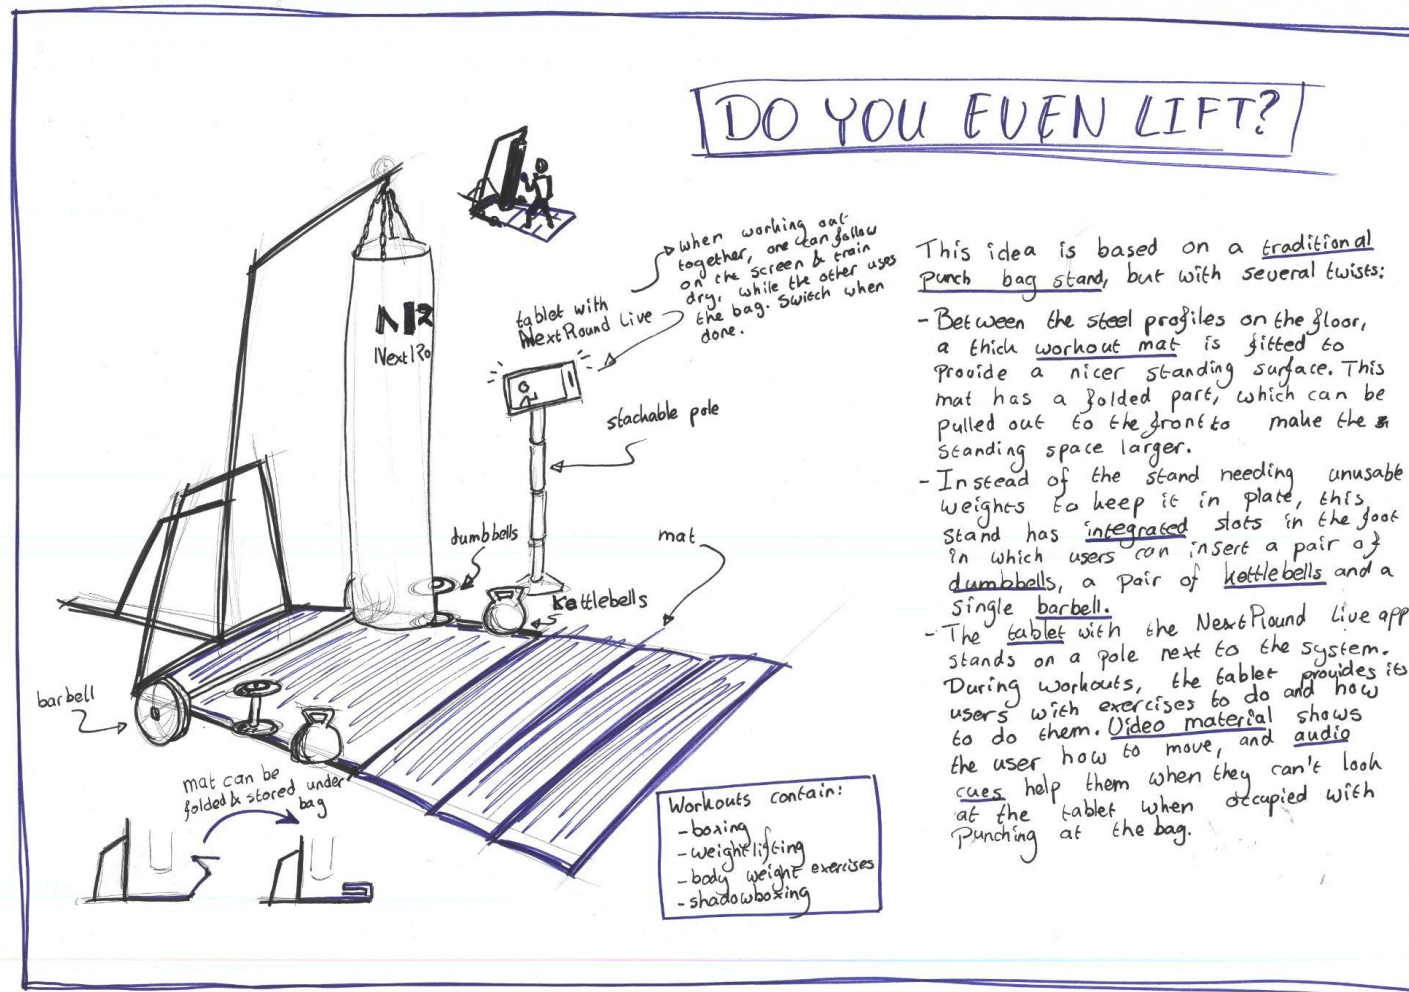 DO YOU EVEN LIFT?
when working out
together, one can follow
on the screen & train
dry, while the other uses
the bag. Switch when
done.
tablet with
NextRound Live
NR
Next Ro
stachable pole
dumbbells
mat
Kettlebells
barbell
mat can be
folded & stored under
bag
Workouts contain:
- boxing
- weightlifting
- body weight exercises
- shadowboxing
This idea is based on a traditional
punch bag stand, but with several twists:
- Between the steel profiles on the floor,
a thick workout mat is fitted to
provide a nicer standing surface. This
mat has a folded part, which can be
pulled out to the front to make the
standing space larger.
- Instead of the stand needing unusable
weights to keep it in plate, this
stand has integrated slots in the foot
in which users can insert a pair of
dumbbells, a pair of kettlebells and a
single barbell.
- The tablet with the NextRound Live app
stands on a pole next to the system.
During workouts, the tablet provides its
users with exercises to do and how
to do them. Video material shows
the user how to move, and audio
cues help them when they can't look
at the tablet when occupied with
punching at the bag.